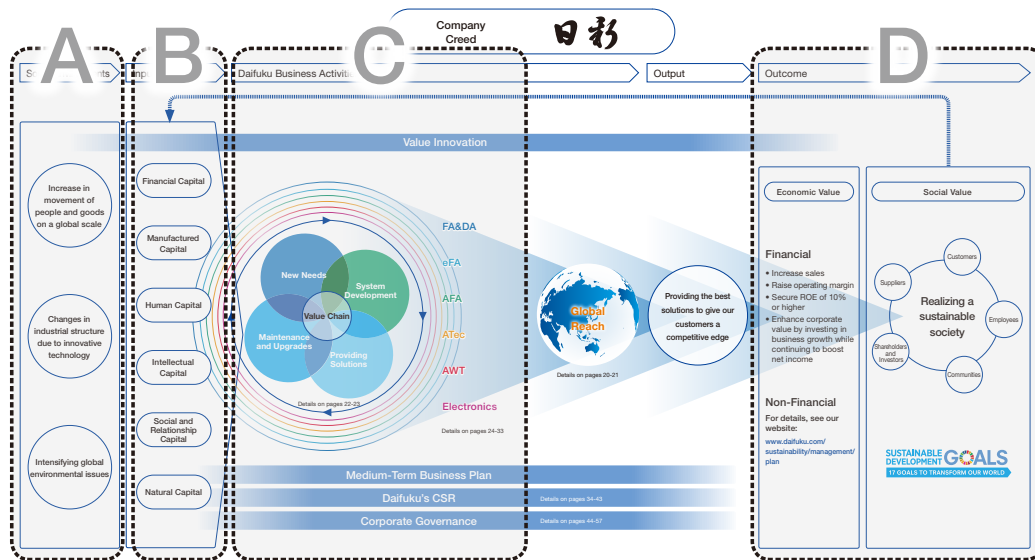 Company
Creed
日新
A
B
C
D
Daifuku Business Activities
Output
Outcome
Value Innovation
Increase in
movement of
people and goods
on a global scale
Changes in
industrial structure
due to innovative
technology
Intensifying global
environmental issues
Financial Capital
Manufactured
Capital
Human Capital
Intellectual
Capital
Social and
Relationship
Capital
Natural Capital
New Needs
System
Development
Value Chain
Maintenance
and Upgrades
Providing
Solutions
Details on pages 22-23
FA&DA
eFA
AFA
ATec
AWT
Electronics
Details on pages 24-33
Global
Reach
Details on pages 20-21
Providing the best
solutions to give our
customers a
competitive edge
Medium-Term Business Plan
Daifuku's CSR
Details on pages 34-43
Corporate Governance
Details on pages 44-57
Economic Value
Financial
• Increase sales
• Raise operating margin
• Secure ROE of 10%
or higher
• Enhance corporate
value by investing in
business growth while
continuing to boost
net income
Non-Financial
For details, see our
website:
www.daifuku.com/
sustainability/management/
plan
Social Value
Customers
Suppliers
Employees
Shareholders
and
Investors
Communities
Realizing a
sustainable
society
SUSTAINABLE
DEVELOPMENT
GOALS
17 GOALS TO TRANSFORM OUR WORLD